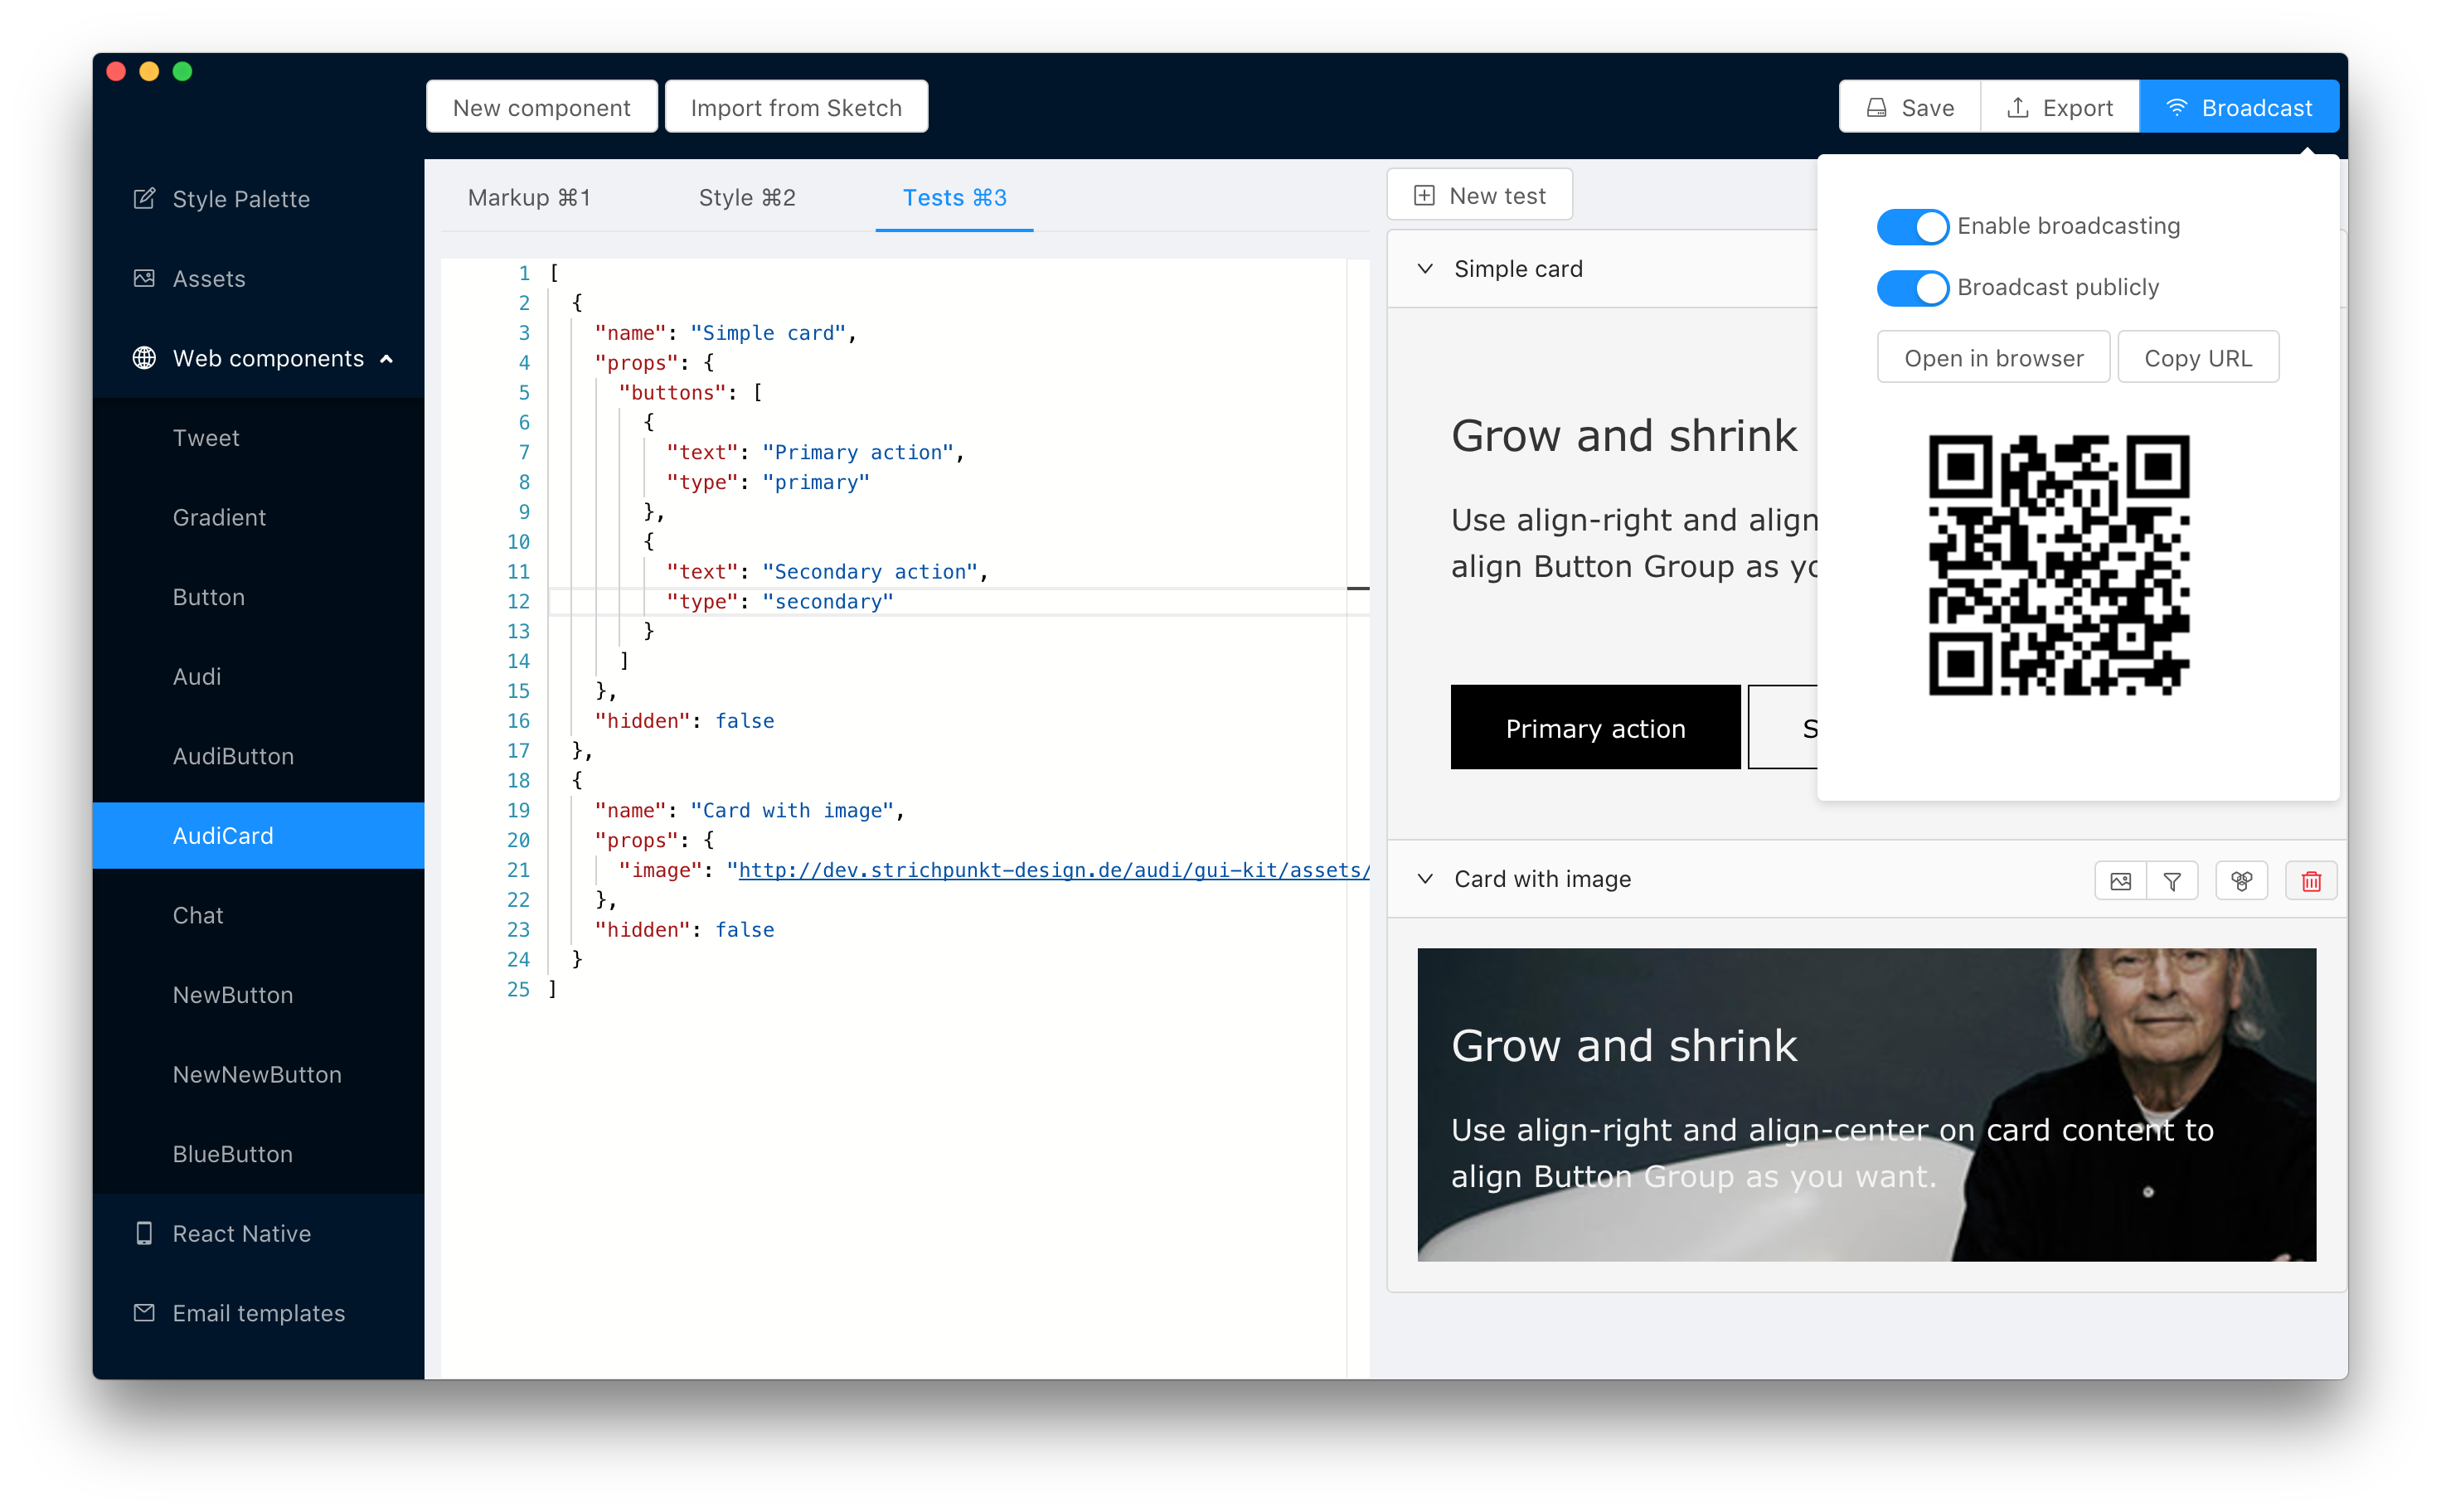 New component
Import from Sketch
Save
Export
Broadcast
Style Palette
Assets
Web components
Tweet
Gradient
Button
Audi
AudiButton
AudiCard
Chat
NewButton
NewNewButton
BlueButton
React Native
Email templates
Markup ⌘1
Style ⌘2
Tests ⌘3
1 [
2 {
3 "name": "Simple card",
4 "props": {
5 "buttons": [
6 {
7 "text": "Primary action",
8 "type": "primary"
9 },
10 {
11 "text": "Secondary action",
12 "type": "secondary"
13 }
14 ]
15 },
16 "hidden": false
17 },
18 {
19 "name": "Card with image",
20 "props": {
21 "image": "http://dev.strichpunkt-design.de/audi/gui-kit/assets/
22 },
23 "hidden": false
24 }
25 ]
New test
Simple card
Grow and shrink
Use align-right and align
align Button Group as yo
Primary action
S
Enable broadcasting
Broadcast publicly
Open in browser
Copy URL
Card with image
Grow and shrink
Use align-right and align-center on card content to
align Button Group as you want.